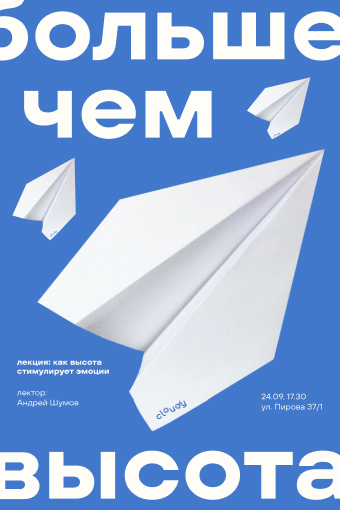 больше
чем
cloudy
лекция: как высота
стимулирует эмоции
лектор:
Андрей Шумов
24.09, 17.30
ул. Пирова 37/1
высота